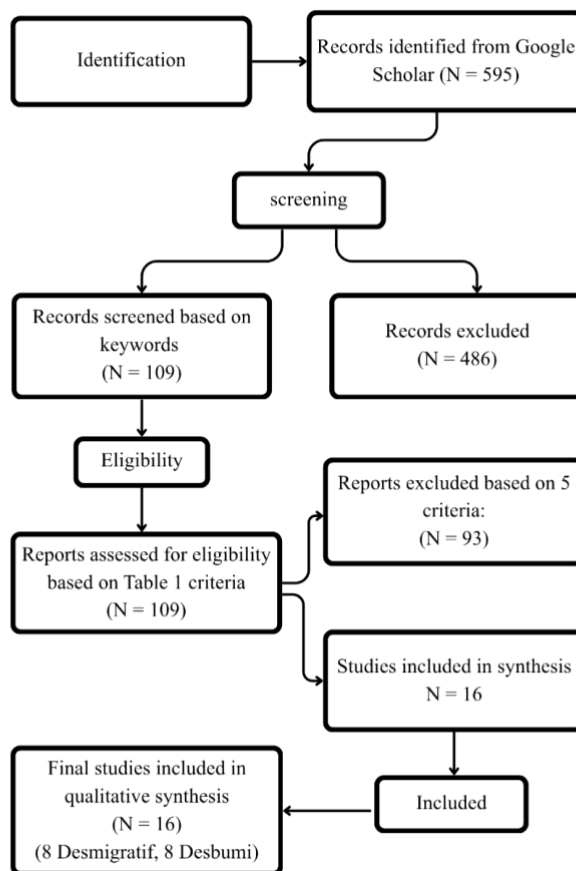 Identification
Records identified from Google
Scholar (N = 595)
screening
Records screened based on
keywords
(N = 109)
Records excluded
(N = 486)
Eligibility
Reports excluded based on 5
criteria:
(N = 93)
Reports assessed for eligibility
based on Table 1 criteria
(N = 109)
Studies included in synthesis
N = 16
Final studies included in
qualitative synthesis
(N = 16)
(8 Desmigratif, 8 Desbumi)
Included